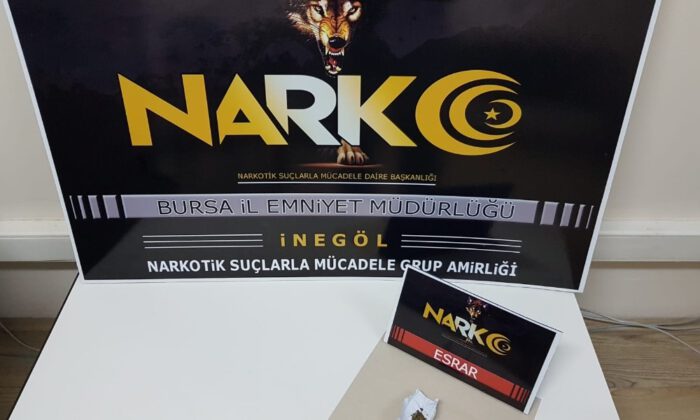 NARKO
NARKOTİK SUÇLARLA MÜCADELE DAİRE BAŞKANLIĞI
BURSA İL EMNİYET MÜDÜRLÜĞÜ
İNEGÖL
NARKOTİK SUÇLARLA MÜCADELE GRUP AMİRLİĞİ
NARKO
ESRAR